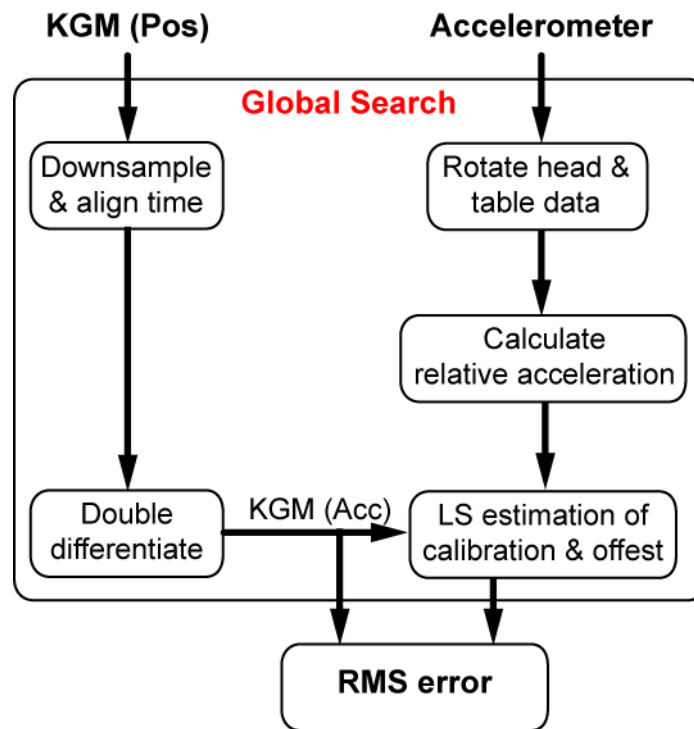 KGM (Pos)
Accelerometer
Global Search
Downsample
& align time
Rotate head &
table data
Calculate
relative acceleration
Double
differentiate
KGM (Acc)
LS estimation of
calibration & offest
RMS error